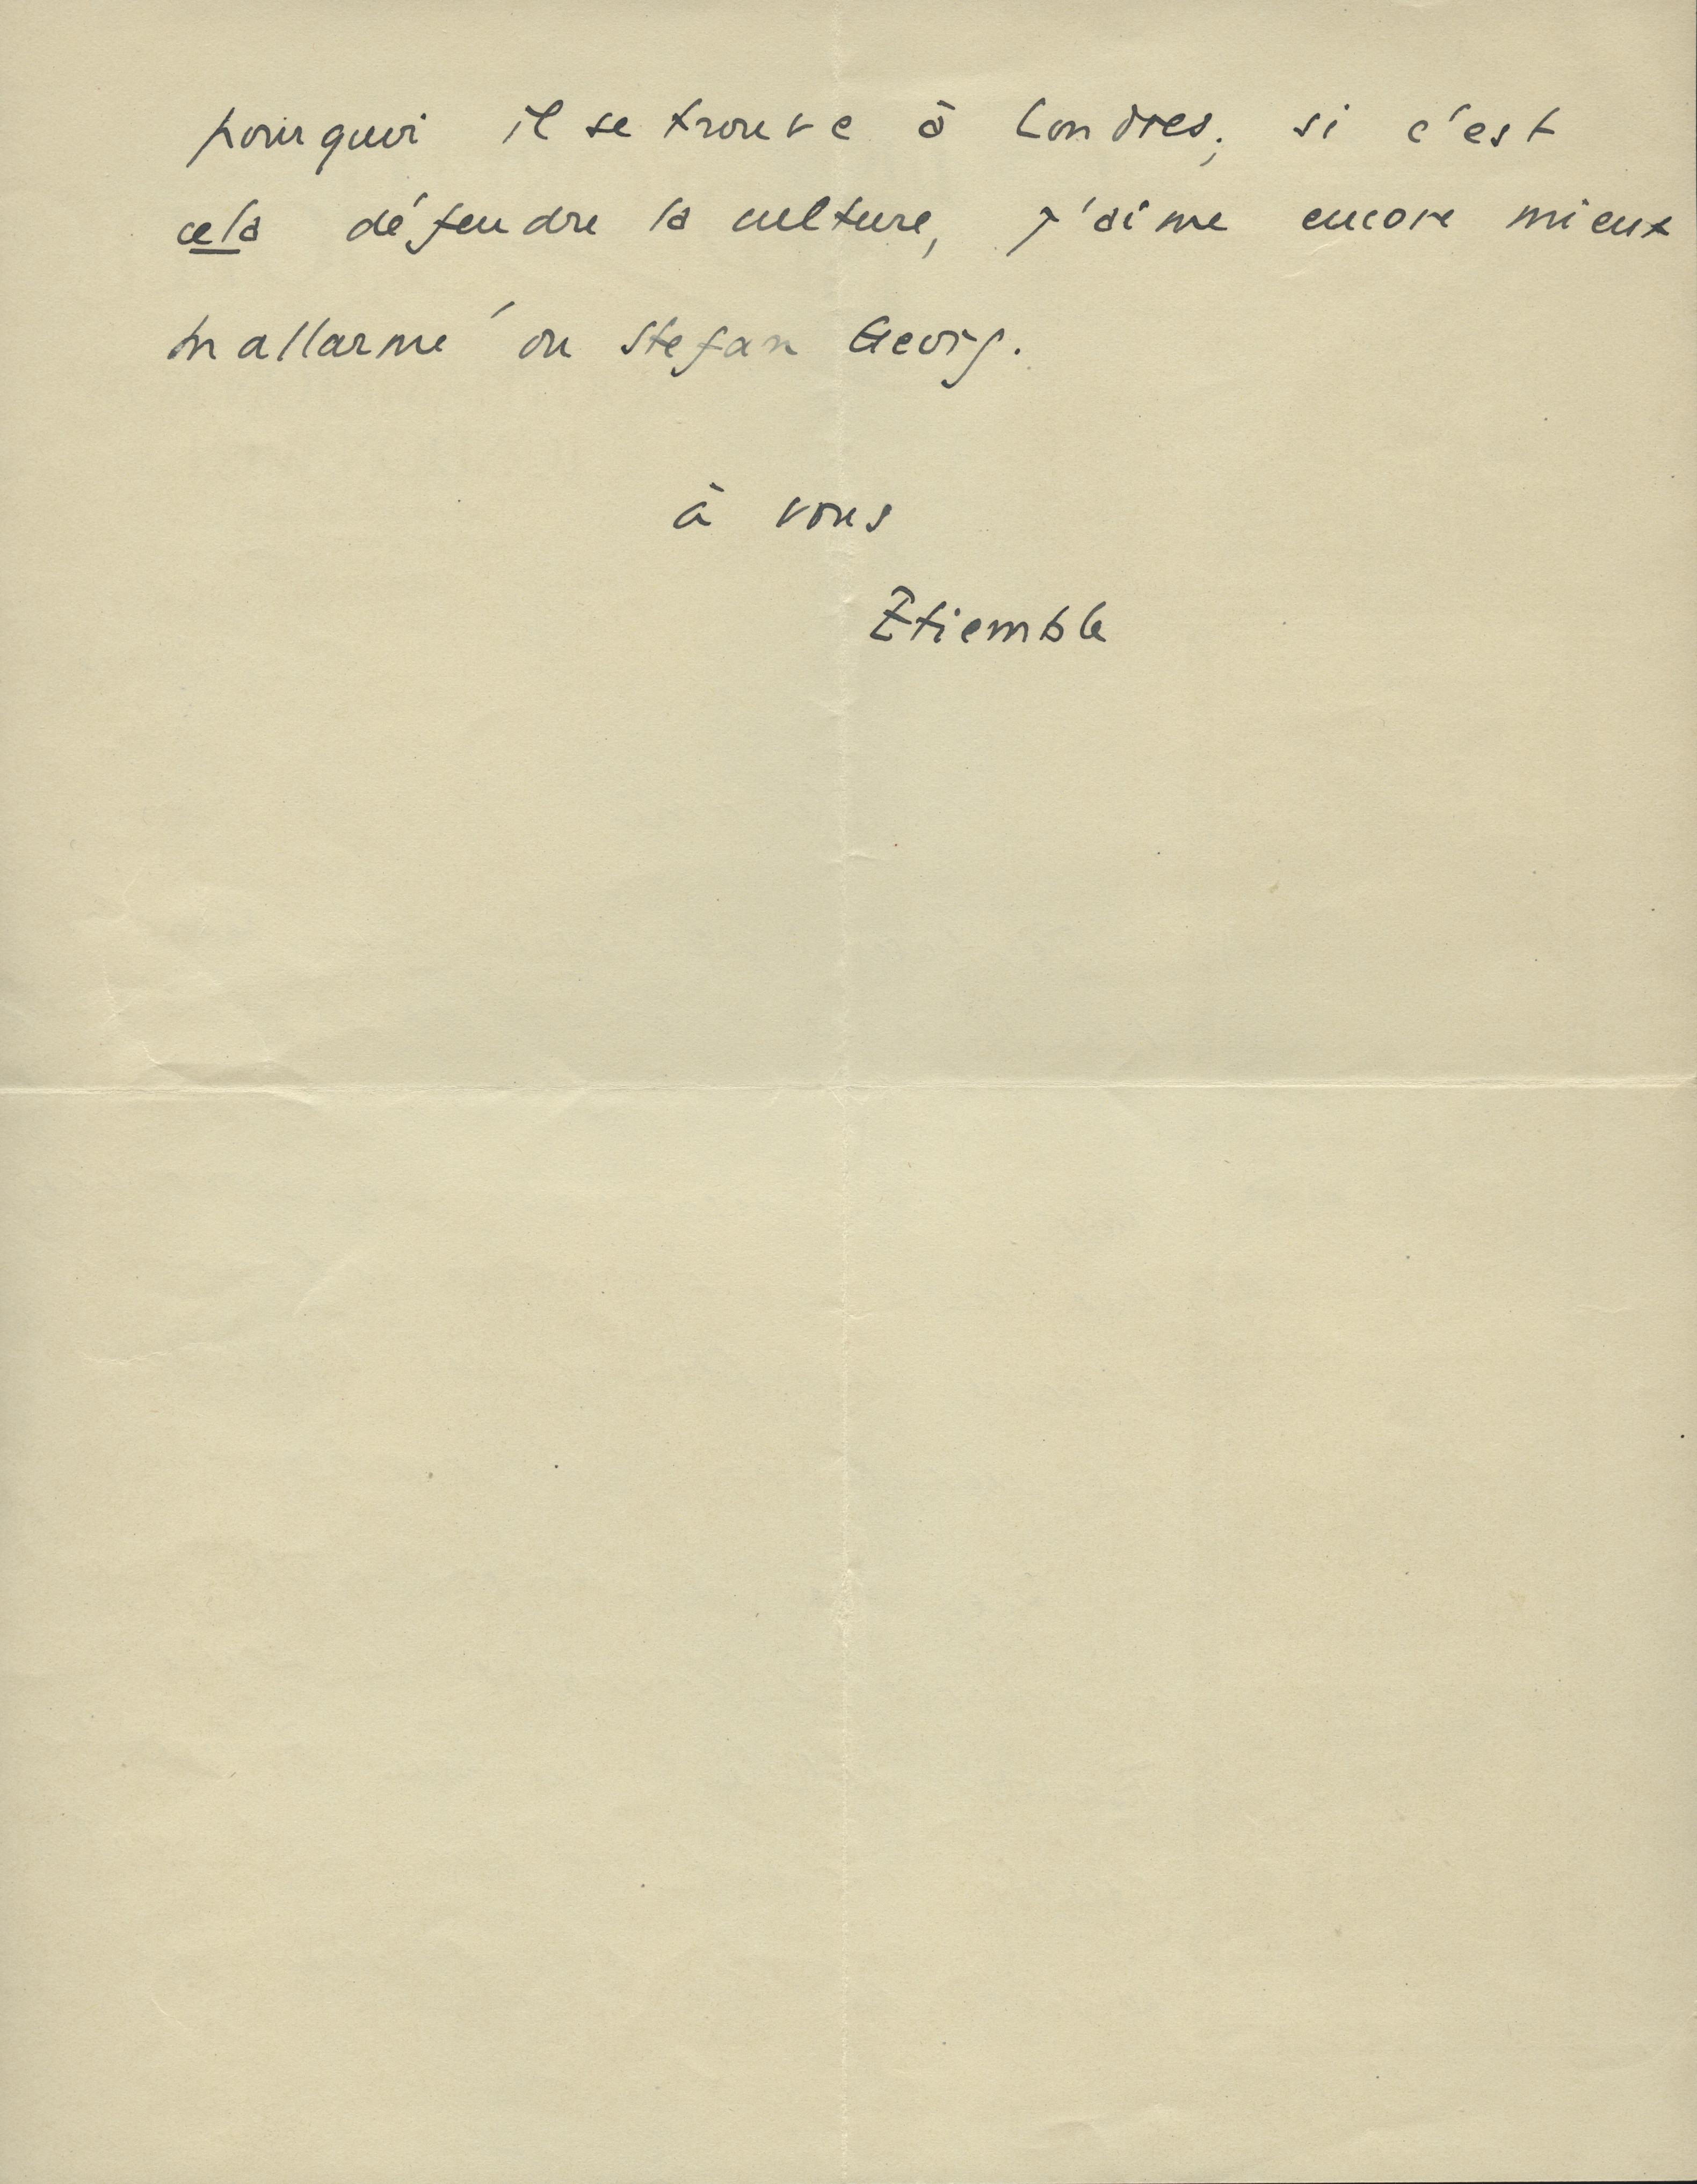 pourquoi il se trouve à Londres; si c'est
cela défendre la culture, j'aime encore mieux
Mallarmé ou Stefan Georg.
à vous
Etiemble